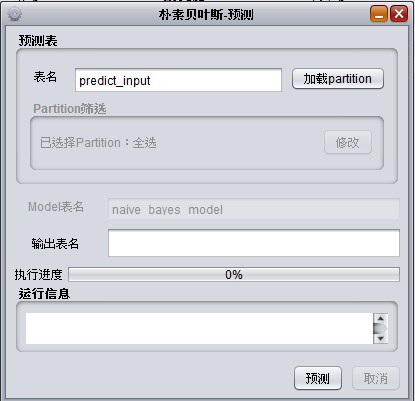 朴素贝叶斯-预测
预测表
表名 predict_input 加载partition
Partition筛选
已选择Partition：全选 修改
Model表名 naive_bayes_model
输出表名
执行进度 0%
运行信息
预测 取消